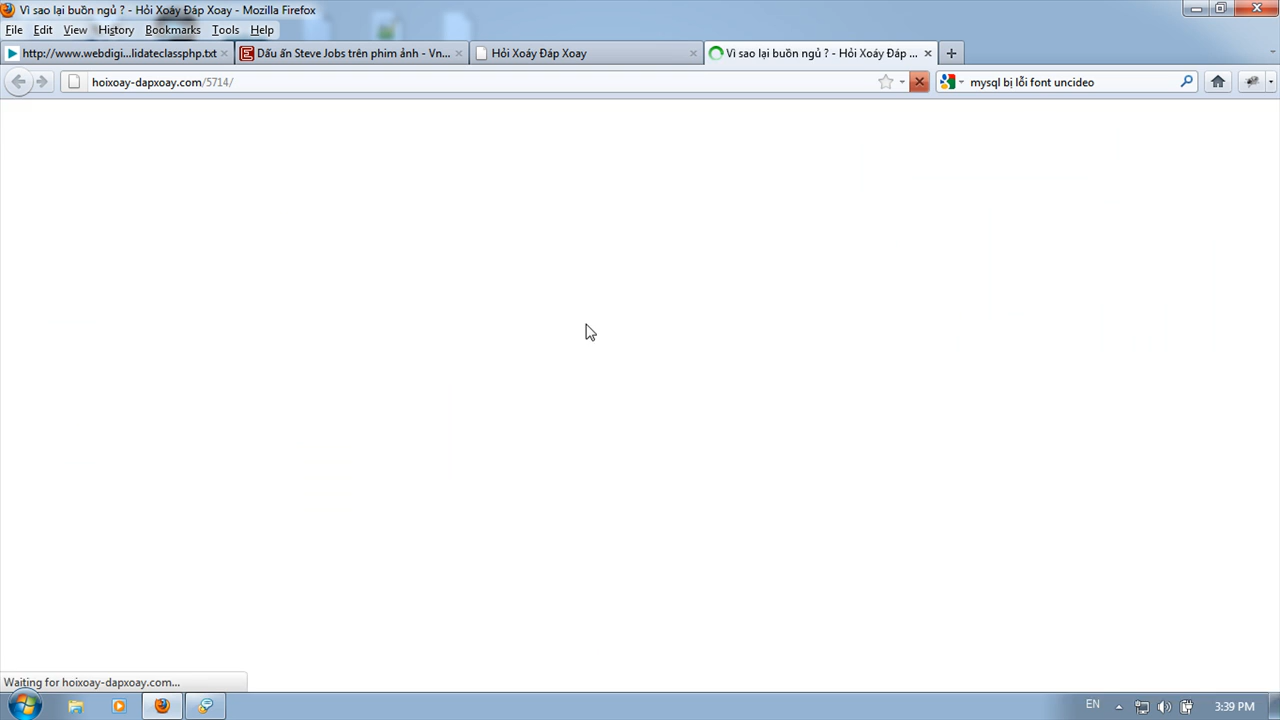 Vì sao lại buồn ngủ ? - Hỏi Xoáy Đáp Xoay - Mozilla Firefox
File Edit View History Bookmarks Tools Help
http://www.webdigi...lidateclassphp.txt Dấu ấn Steve Jobs trên phim ảnh - Vn... Hỏi Xoáy Đáp Xoay Vì sao lại buồn ngủ ? - Hỏi Xoáy Đáp ...
hoixoay-dapxoay.com/5714/ mysql bị lỗi font uncideo
Waiting for hoixoay-dapxoay.com...
EN 3:39 PM